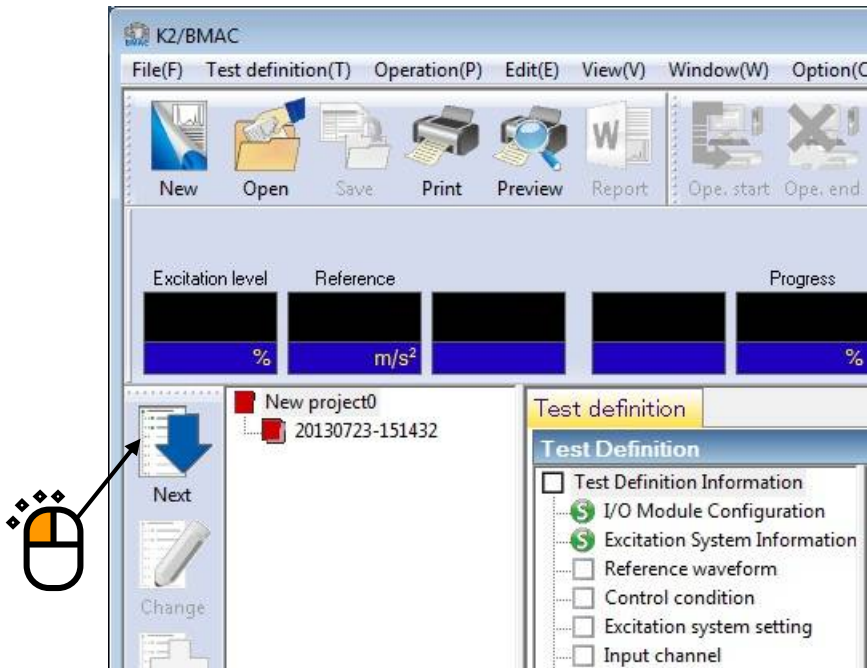 K2/BMAC
File(F) Test definition(T) Operation(P) Edit(E) View(V) Window(W) Option(O
New Open Save Print Preview Report Ope. start Ope. end
Excitation level Reference Progress
% m/s² %
New project0
20130723-151432
Next
Change
Test definition
Test Definition
Test Definition Information
S I/O Module Configuration
S Excitation System Information
Reference waveform
Control condition
Excitation system setting
Input channel